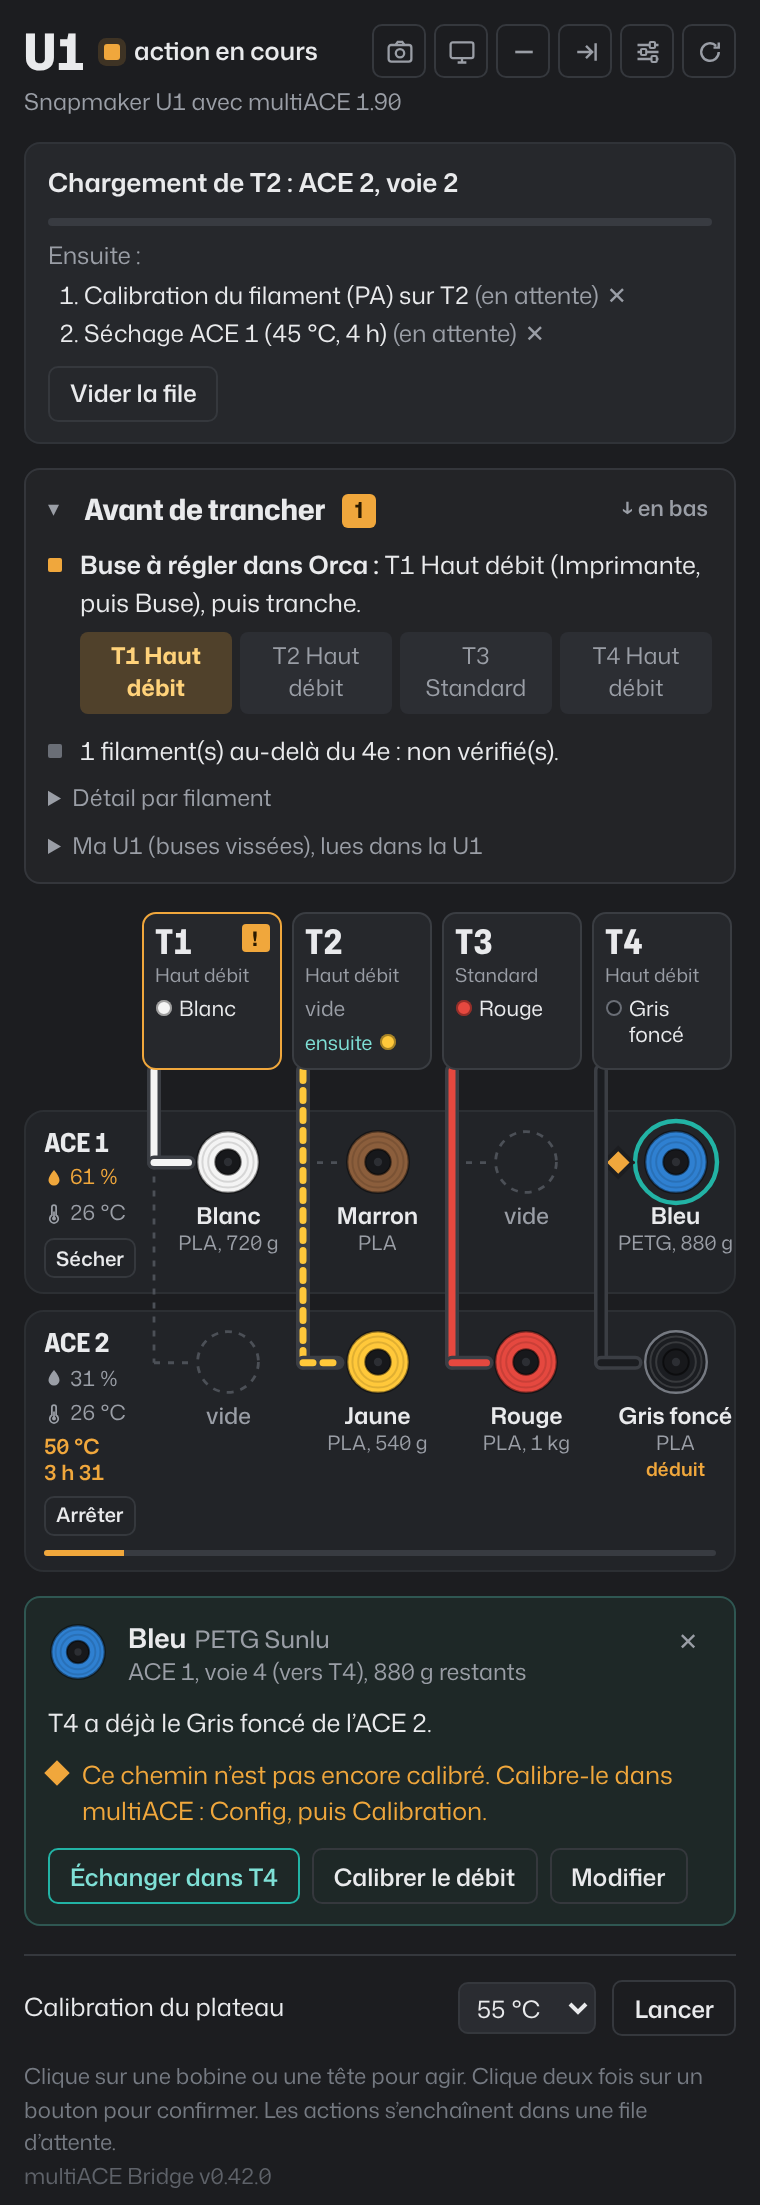 U1 action en cours
Snapmaker U1 avec multiACE 1.90
Chargement de T2 : ACE 2, voie 2
Ensuite :
1. Calibration du filament (PA) sur T2 (en attente) ✕
2. Séchage ACE 1 (45 °C, 4 h) (en attente) ✕
Vider la file
▼ Avant de trancher 1 ↓ en bas
Buse à régler dans Orca : T1 Haut débit (Imprimante,
puis Buse), puis tranche.
T1 Haut débit
T2 Haut débit
T3 Standard
T4 Haut débit
1 filament(s) au-delà du 4e : non vérifié(s).
▶ Détail par filament
▶ Ma U1 (buses vissées), lues dans la U1
T1 !
Haut débit
Blanc
T2
Haut débit
vide
ensuite
T3
Standard
Rouge
T4
Haut débit
Gris
foncé
ACE 1
61 %
26 °C
Sécher
Blanc
PLA, 720 g
Marron
PLA
vide
Bleu
PETG, 880 g
ACE 2
31 %
26 °C
50 °C
3 h 31
Arrêter
vide
Jaune
PLA, 540 g
Rouge
PLA, 1 kg
Gris foncé
PLA
déduit
Bleu PETG Sunlu ✕
ACE 1, voie 4 (vers T4), 880 g restants
T4 a déjà le Gris foncé de l’ACE 2.
Ce chemin n’est pas encore calibré. Calibre-le dans
multiACE : Config, puis Calibration.
Échanger dans T4
Calibrer le débit
Modifier
Calibration du plateau 55 °C Lancer
Clique sur une bobine ou une tête pour agir. Clique deux fois sur un
bouton pour confirmer. Les actions s’enchaînent dans une file
d’attente.
multiACE Bridge v0.42.0